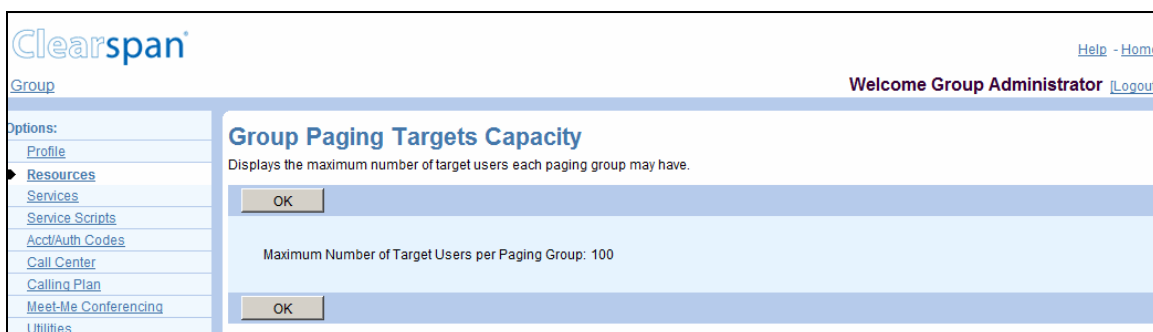 Clearspan®
Help - Home
Group
Welcome Group Administrator [Logout
Options:
Profile
Resources
Services
Service Scripts
Acct/Auth Codes
Call Center
Calling Plan
Meet-Me Conferencing
Utilities
Group Paging Targets Capacity
Displays the maximum number of target users each paging group may have.
OK
Maximum Number of Target Users per Paging Group: 100
OK